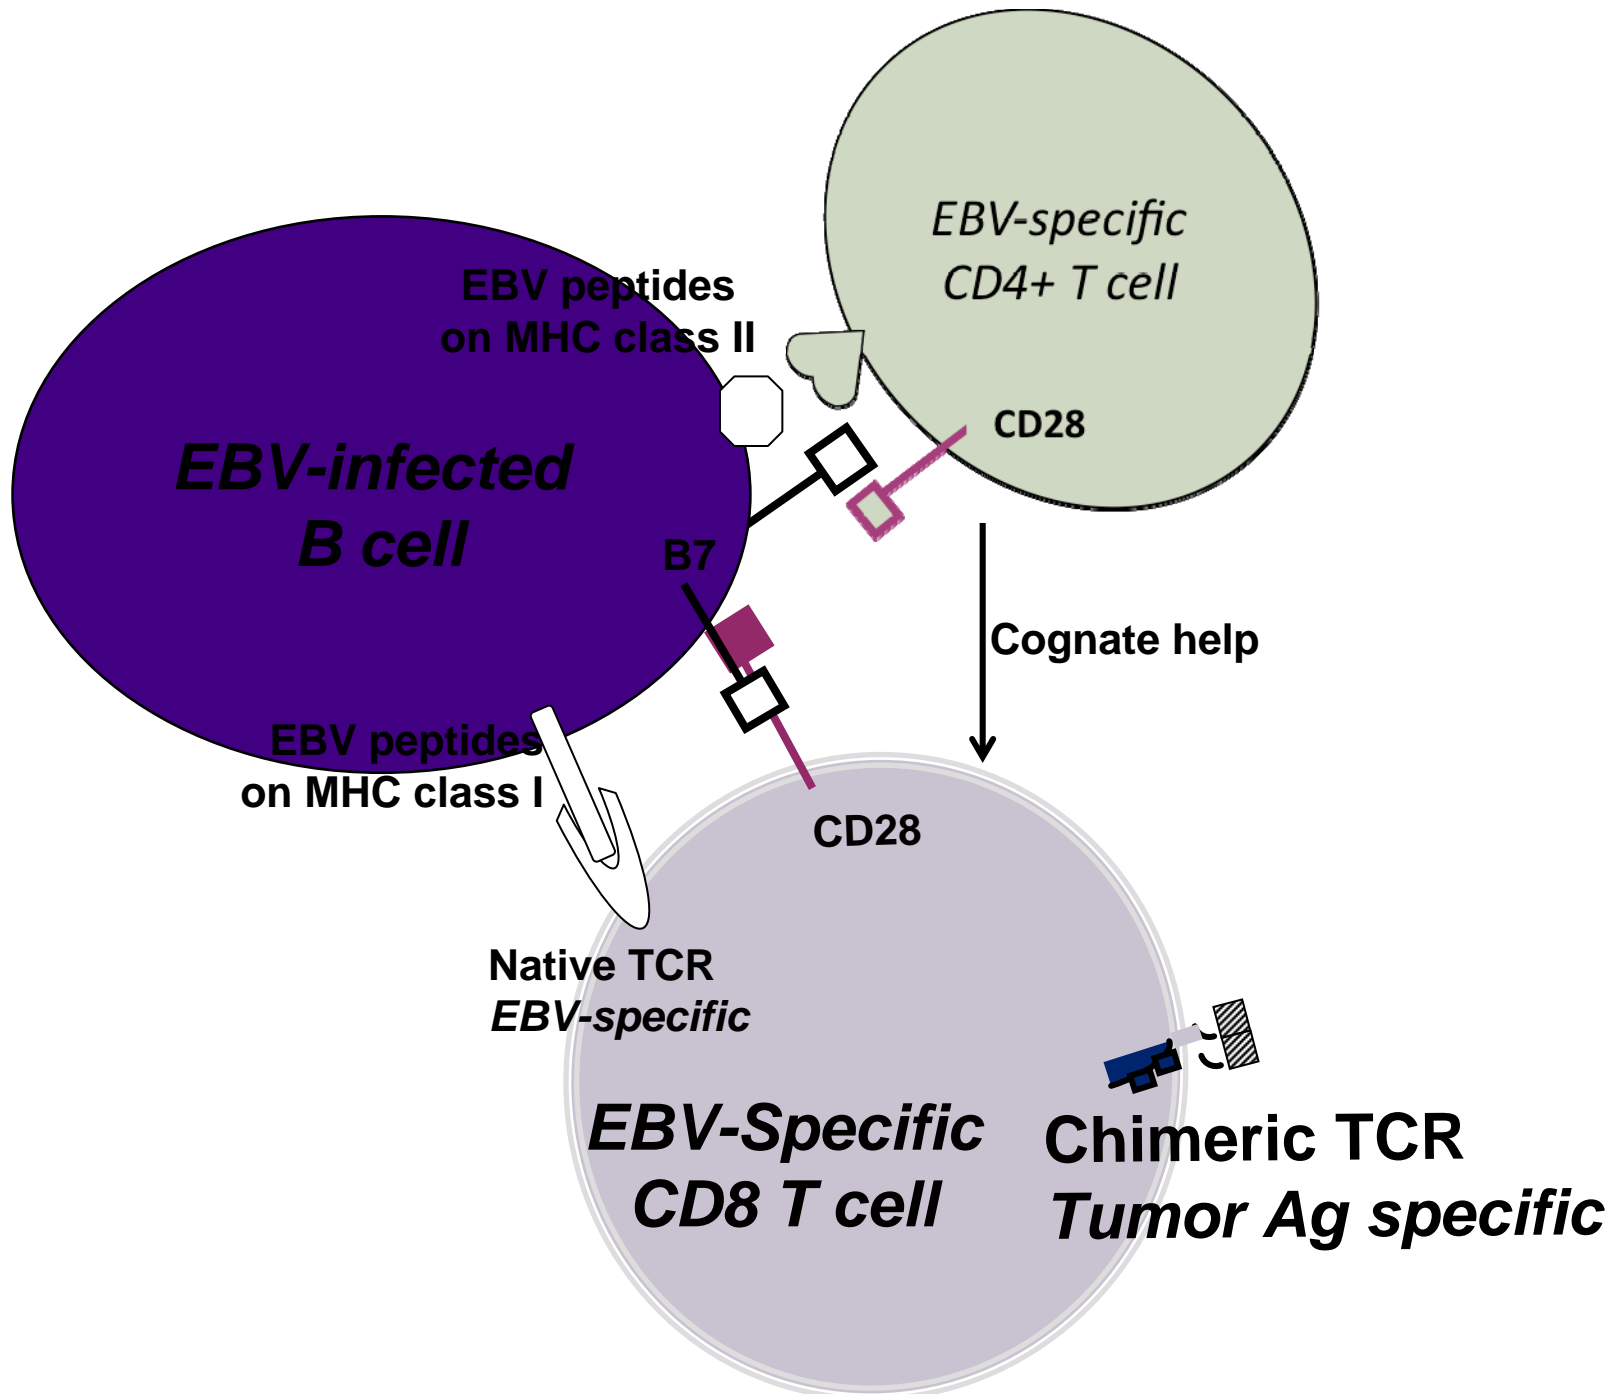 EBV-specific
CD4+ T cell
EBV peptides
on MHC class II
CD28
EBV-infected
B cell
B7
Cognate help
EBV peptides
on MHC class I
CD28
Native TCR
EBV-specific
EBV-Specific
CD8 T cell
Chimeric TCR
Tumor Ag specific